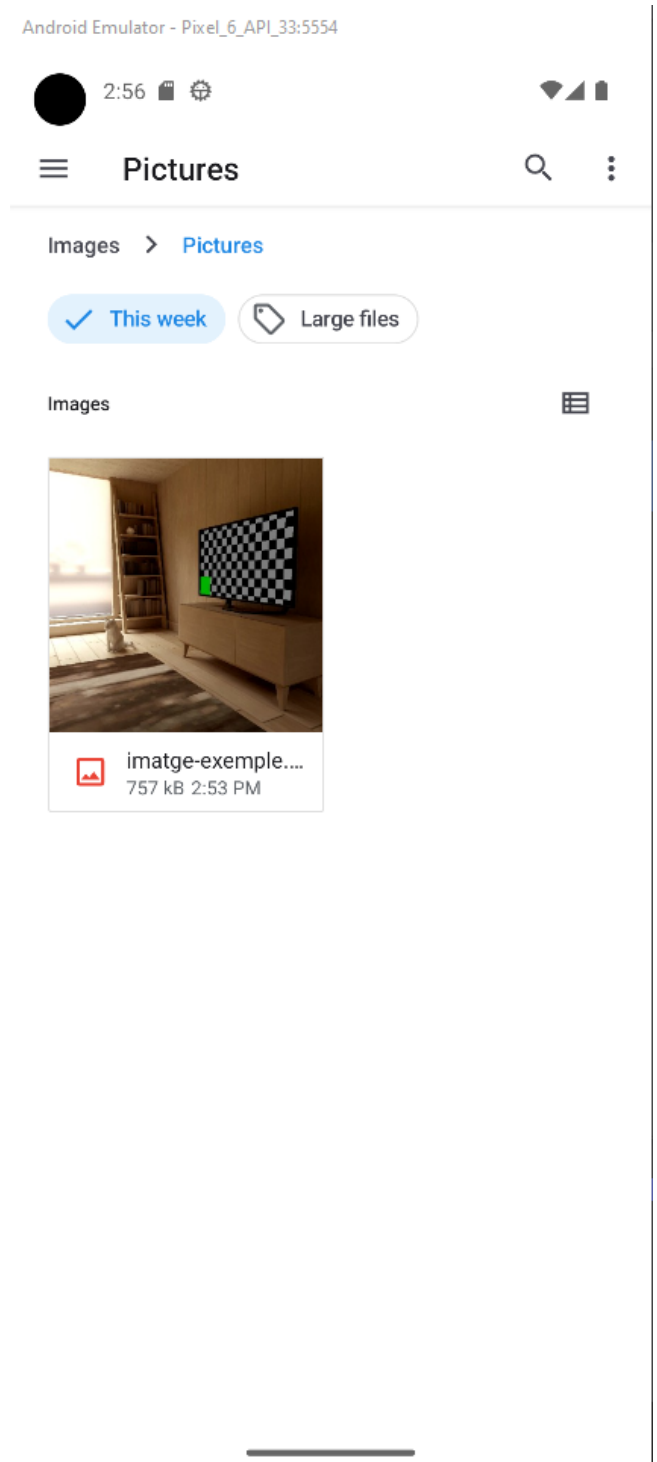 Android Emulator - Pixel_6_API_33:5554
2:56
Pictures
Images > Pictures
This week Large files
Images
imatge-exemple....
757 kB 2:53 PM